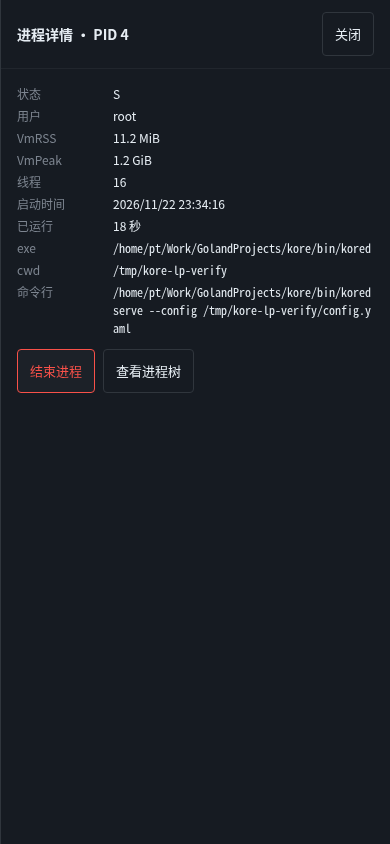 进程详情 • PID 4
关闭
状态 S
用户 root
VmRSS 11.2 MiB
VmPeak 1.2 GiB
线程 16
启动时间 2026/11/22 23:34:16
已运行 18 秒
exe /home/pt/Work/GolandProjects/kore/bin/kored
cwd /tmp/kore-lp-verify
命令行 /home/pt/Work/GolandProjects/kore/bin/kored
serve --config /tmp/kore-lp-verify/config.y
aml
结束进程 查看进程树